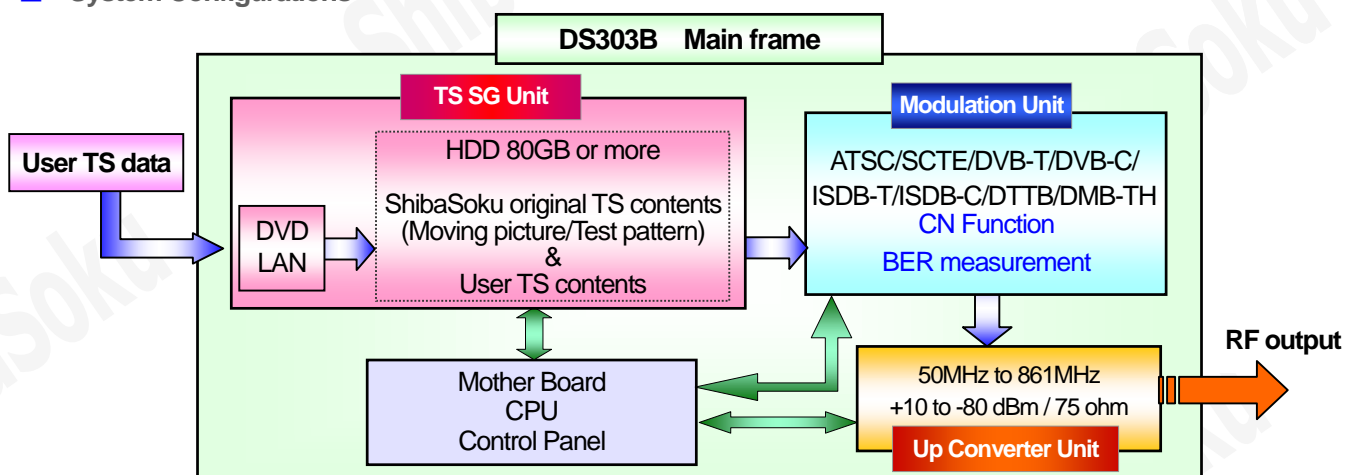 System Configurations
DS303B Main frame
TS SG Unit
Modulation Unit
User TS data
DVD
LAN
HDD 80GB or more
ShibaSoku original TS contents
(Moving picture/Test pattern)
&
User TS contents
ATSC/SCTE/DVB-T/DVB-C/
ISDB-T/ISDB-C/DTTB/DMB-TH
CN Function
BER measurement
Mother Board
CPU
Control Panel
50MHz to 861MHz
+10 to -80 dBm / 75 ohm
Up Converter Unit
RF output